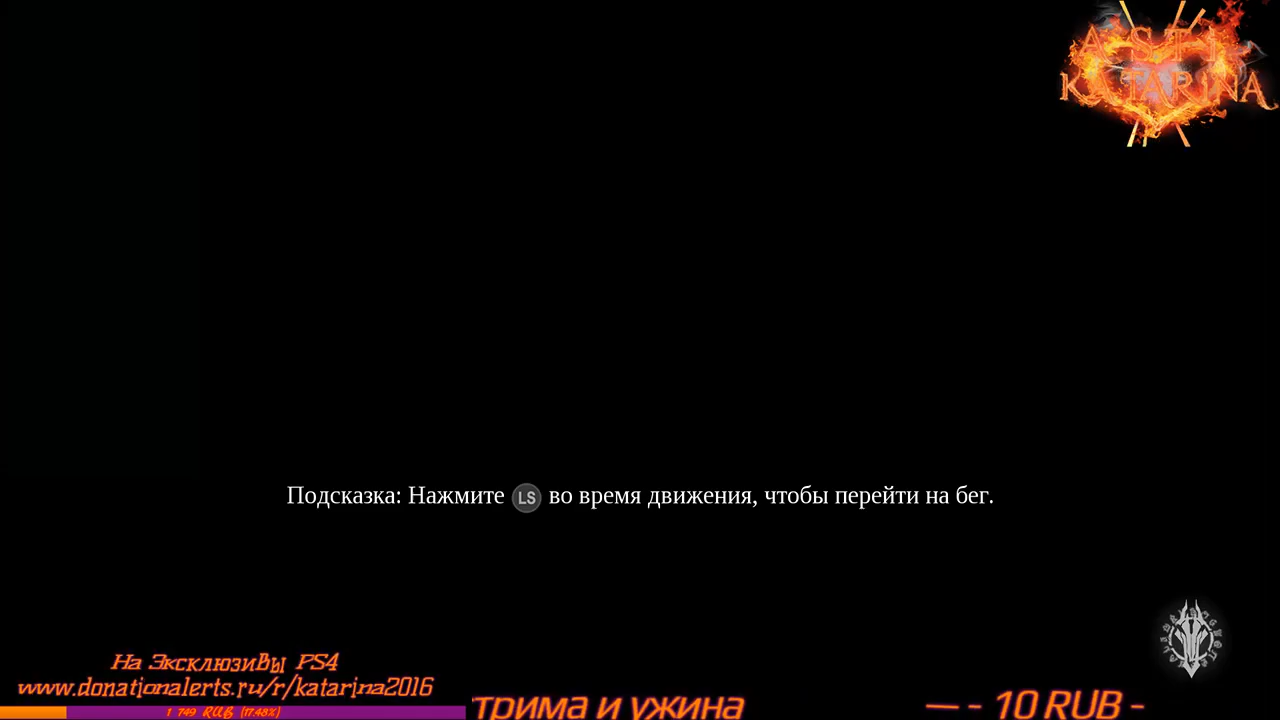 ASTI
KATARINA
Подсказка: Нажмите LS во время движения, чтобы перейти на бег.
На Эксклюзивы PS4
www.donationalerts.ru/r/katarina2016
1 749 RUB (17.48%)
трима и ужина — - 10 RUB -